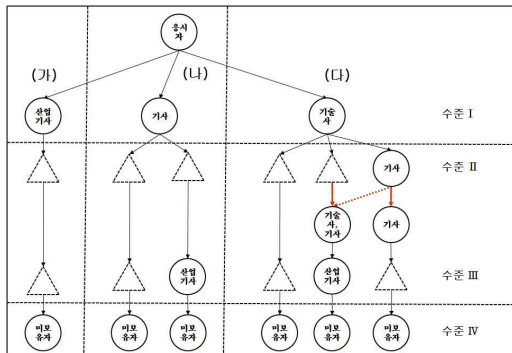 응시
자
(가)
(나)
(다)
산업
기사
기사
기술
사
수준 I
기사
수준 II
기술
사,
기사
기사
산업
기사
산업
기사
수준 III
미보
유자
미보
유자
미보
유자
미보
유자
미보
유자
미보
유자
수준 IV